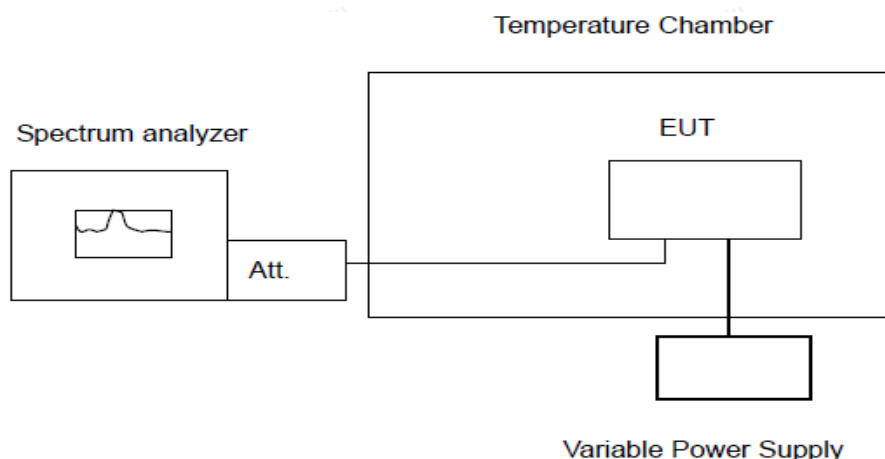 Temperature Chamber
Spectrum analyzer
EUT
Att.
Variable Power Supply